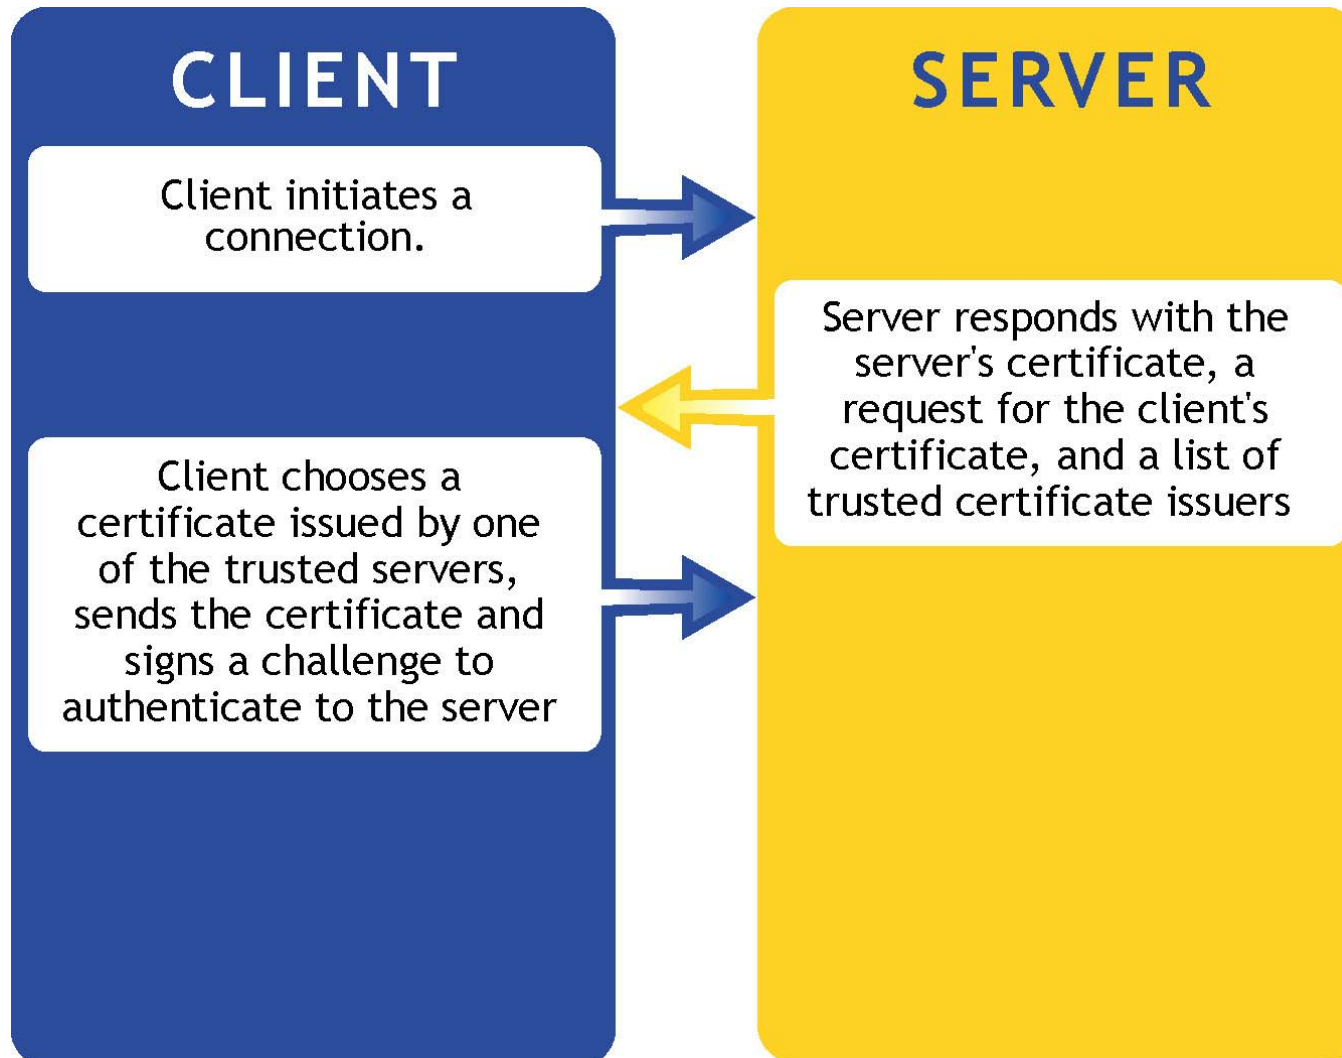 CLIENT
SERVER
Client initiates a
connection.
Server responds with the
server's certificate, a
request for the client's
certificate, and a list of
trusted certificate issuers
Client chooses a
certificate issued by one
of the trusted servers,
sends the certificate and
signs a challenge to
authenticate to the server